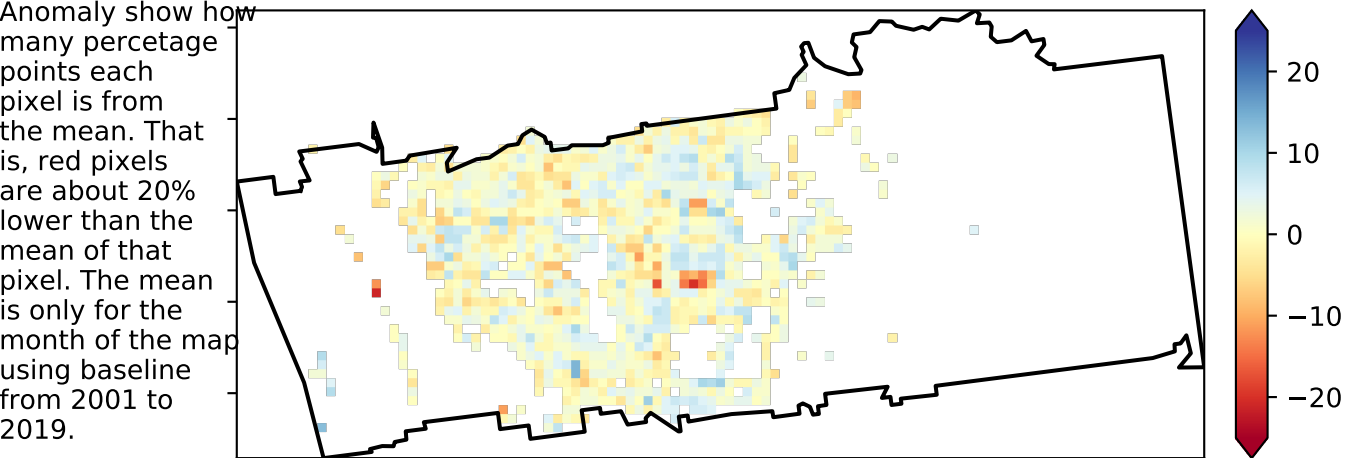 Anomaly show how
many percetage
points each
pixel is from
the mean. That
is, red pixels
are about 20%
lower than the
mean of that
pixel. The mean
is only for the
month of the map
using baseline
from 2001 to
2019.
20
10
0
−10
−20